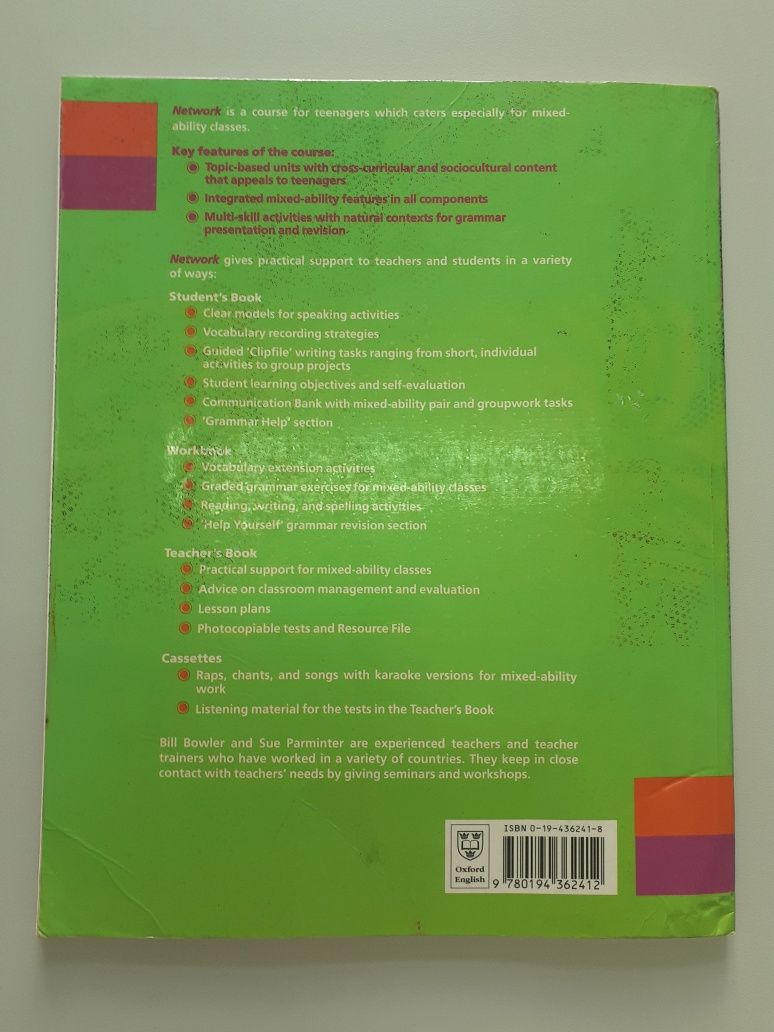 Network is a course for teenagers which caters especially for mixed-
ability classes.
Key features of the course:
Topic-based units with cross-curricular and sociocultural content
that appeals to teenagers
Integrated mixed-ability features in all components
Multi-skill activities with natural contexts for grammar
presentation and revision
Network gives practical support to teachers and students in a variety
of ways:
Student's Book
Clear models for speaking activities
Vocabulary recording strategies
Guided 'Clipfile' writing tasks ranging from short, individual
activities to group projects
Student learning objectives and self-evaluation
Communication Bank with mixed-ability pair and groupwork tasks
'Grammar Help' section
Workbook
Vocabulary extension activities
Graded grammar exercises for mixed-ability classes
Reading, writing, and spelling activities
'Help Yourself' grammar revision section
Teacher's Book
Practical support for mixed-ability classes
Advice on classroom management and evaluation
Lesson plans
Photocopiable tests and Resource File
Cassettes
Raps, chants, and songs with karaoke versions for mixed-ability
work
Listening material for the tests in the Teacher's Book
Bill Bowler and Sue Parminter are experienced teachers and teacher
trainers who have worked in a variety of countries. They keep in close
contact with teachers' needs by giving seminars and workshops.
ISBN 0-19-436241-8
Oxford
English
9 780194 362412